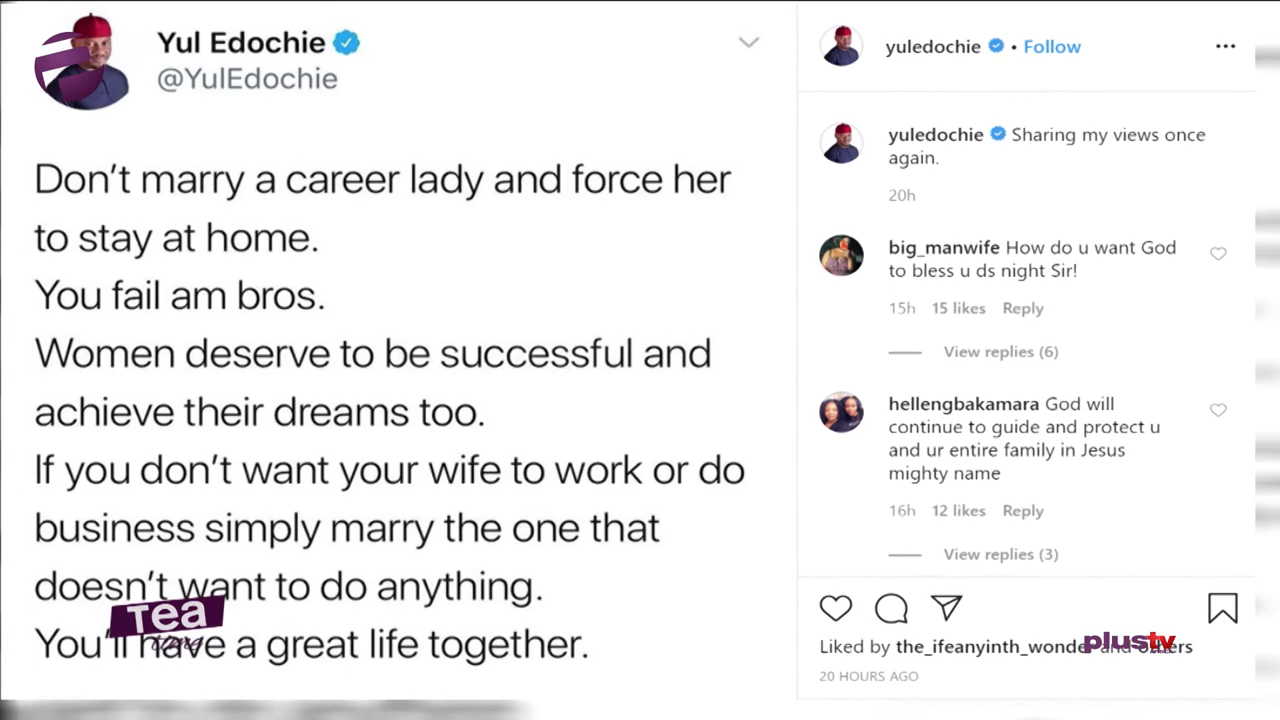 Yul Edochie
@YulEdochie
Don't marry a career lady and force her
to stay at home.
You fail am bros.
Women deserve to be successful and
achieve their dreams too.
If you don't want your wife to work or do
business simply marry the one that
doesn't want to do anything.
You'll have a great life together.
Tea
time
yuledochie • Follow
yuledochie Sharing my views once
again.
20h
big_manwife How do u want God
to bless u ds night Sir!
15h 15 likes Reply
View replies (6)
hellengbakamara God will
continue to guide and protect u
and ur entire family in Jesus
mighty name
16h 12 likes Reply
View replies (3)
Liked by the_ifeanyinth_wonder and others
20 HOURS AGO
plustv